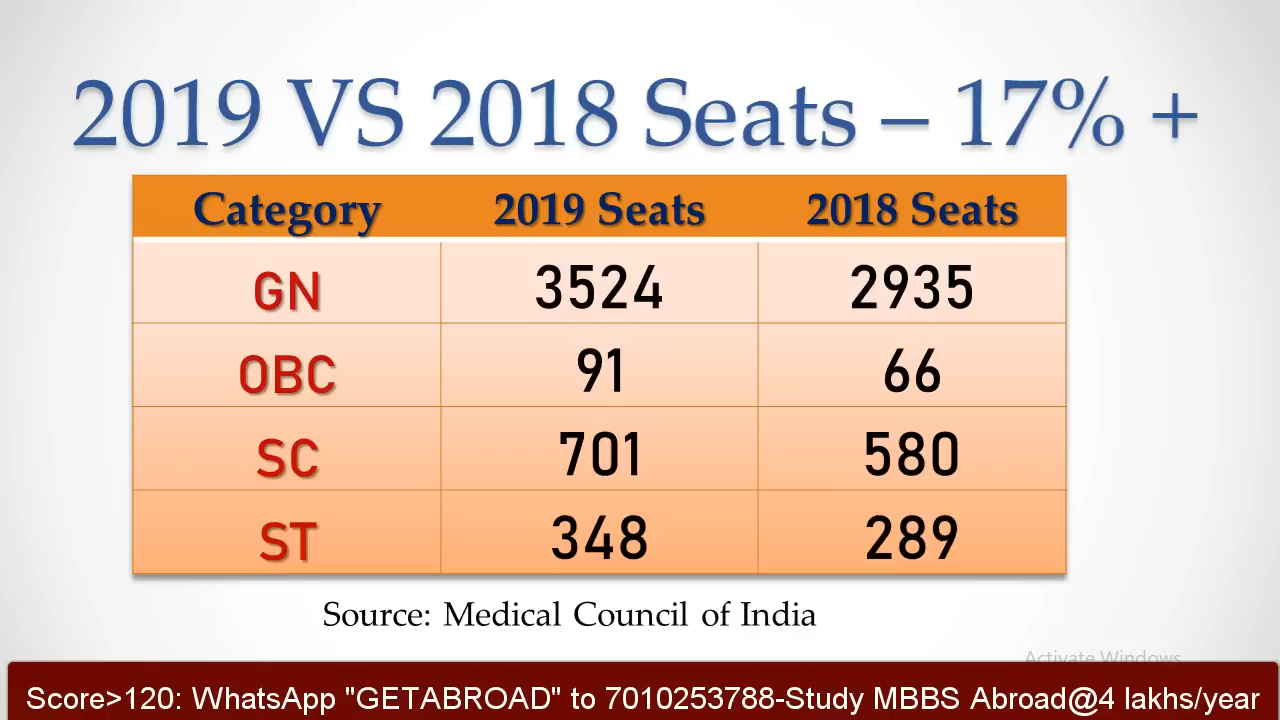 2019 VS 2018 Seats – 17% +
Category 2019 Seats 2018 Seats
GN 3524 2935
OBC 91 66
SC 701 580
ST 348 289
Source: Medical Council of India
Activate Windows
Score>120: WhatsApp "GETABROAD" to 7010253788-Study MBBS Abroad@4 lakhs/year